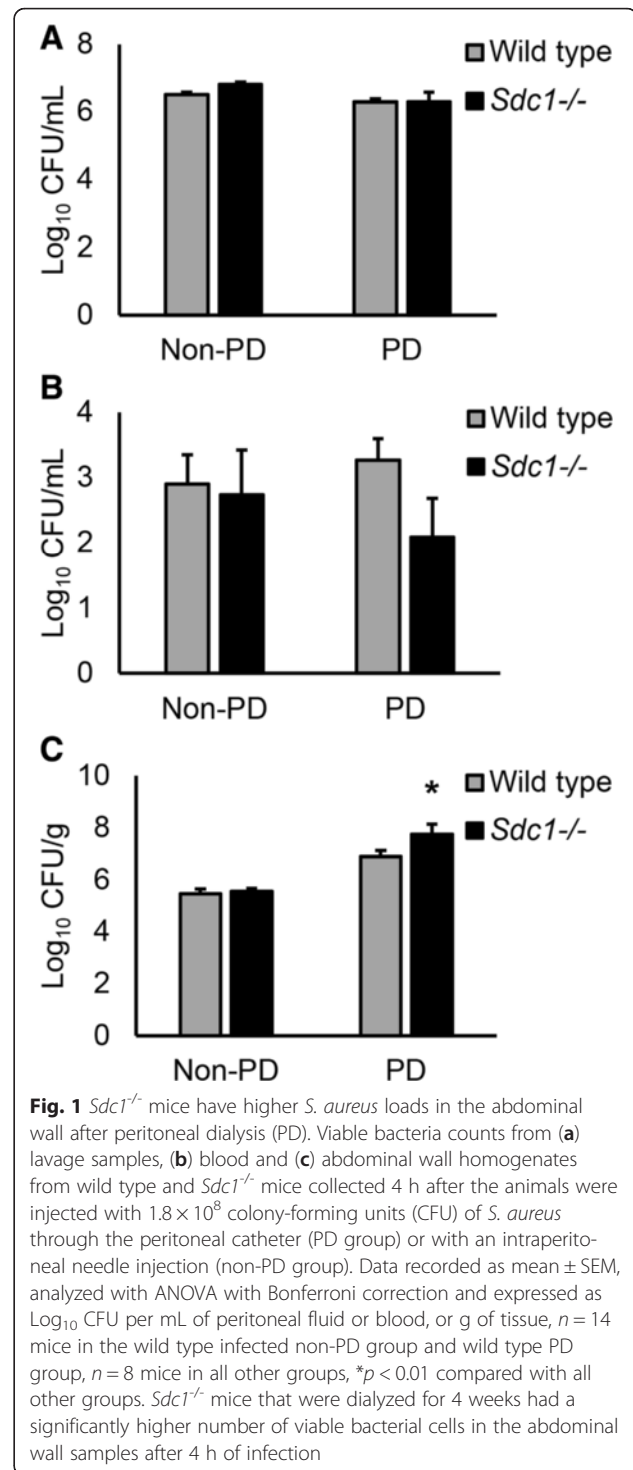 A
8
6
4
2
0
Log₁₀ CFU/mL
Wild type
Sdc1-/-
Non-PD
PD
B
4
3
2
1
0
Log₁₀ CFU/mL
Wild type
Sdc1-/-
Non-PD
PD
C
10
8
6
4
2
0
Log₁₀ CFU/g
*
Wild type
Sdc1-/-
Non-PD
PD
Fig. 1 Sdc1⁻/⁻ mice have higher S. aureus loads in the abdominal
wall after peritoneal dialysis (PD). Viable bacteria counts from (a)
lavage samples, (b) blood and (c) abdominal wall homogenates
from wild type and Sdc1⁻/⁻ mice collected 4 h after the animals were
injected with 1.8 × 10⁸ colony-forming units (CFU) of S. aureus
through the peritoneal catheter (PD group) or with an intraperito-
neal needle injection (non-PD group). Data recorded as mean ± SEM,
analyzed with ANOVA with Bonferroni correction and expressed as
Log₁₀ CFU per mL of peritoneal fluid or blood, or g of tissue, n = 14
mice in the wild type infected non-PD group and wild type PD
group, n = 8 mice in all other groups, *p < 0.01 compared with all
other groups. Sdc1⁻/⁻ mice that were dialyzed for 4 weeks had a
significantly higher number of viable bacterial cells in the abdominal
wall samples after 4 h of infection